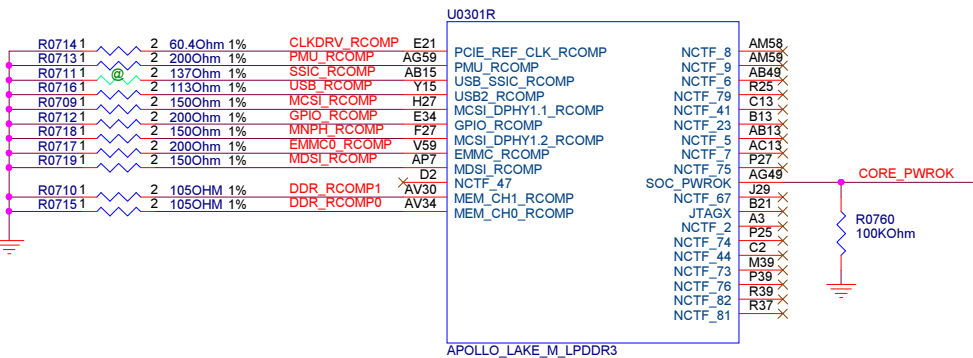 U0301R
R0714 1 2 60.4Ohm 1% CLKDRV_RCOMP E21 PCIE_REF_CLK_RCOMP NCTF_8 AM58
R0713 1 2 200Ohm 1% PMU_RCOMP AG59 PMU_RCOMP NCTF_9 AM59
R0711 1 @ 2 137Ohm 1% SSIC_RCOMP AB15 USB_SSIC_RCOMP NCTF_6 AB49
R0716 1 2 113Ohm 1% USB_RCOMP Y15 USB2_RCOMP NCTF_79 R25
R0709 1 2 150Ohm 1% MCSI_RCOMP H27 MCSI_DPHY1.1_RCOMP NCTF_41 C13
R0712 1 2 200Ohm 1% GPIO_RCOMP E34 GPIO_RCOMP NCTF_23 B13
R0718 1 2 150Ohm 1% MNPH_RCOMP F27 MCSI_DPHY1.2_RCOMP NCTF_5 AB13
R0717 1 2 200Ohm 1% EMMC0_RCOMP V59 EMMC_RCOMP NCTF_7 AC13
R0719 1 2 150Ohm 1% MDSI_RCOMP AP7 MDSI_RCOMP NCTF_75 P27
D2 NCTF_47 SOC_PWROK AG49 CORE_PWROK
R0710 1 2 105OHM 1% DDR_RCOMP1 AV30 MEM_CH1_RCOMP NCTF_67 J29
R0715 1 2 105OHM 1% DDR_RCOMP0 AV34 MEM_CH0_RCOMP JTAGX B21
NCTF_2 A3
NCTF_74 P25
NCTF_44 C2
NCTF_73 M39
NCTF_76 P39
NCTF_82 R39
NCTF_81 R37
R0760
100KOhm
APOLLO_LAKE_M_LPDDR3